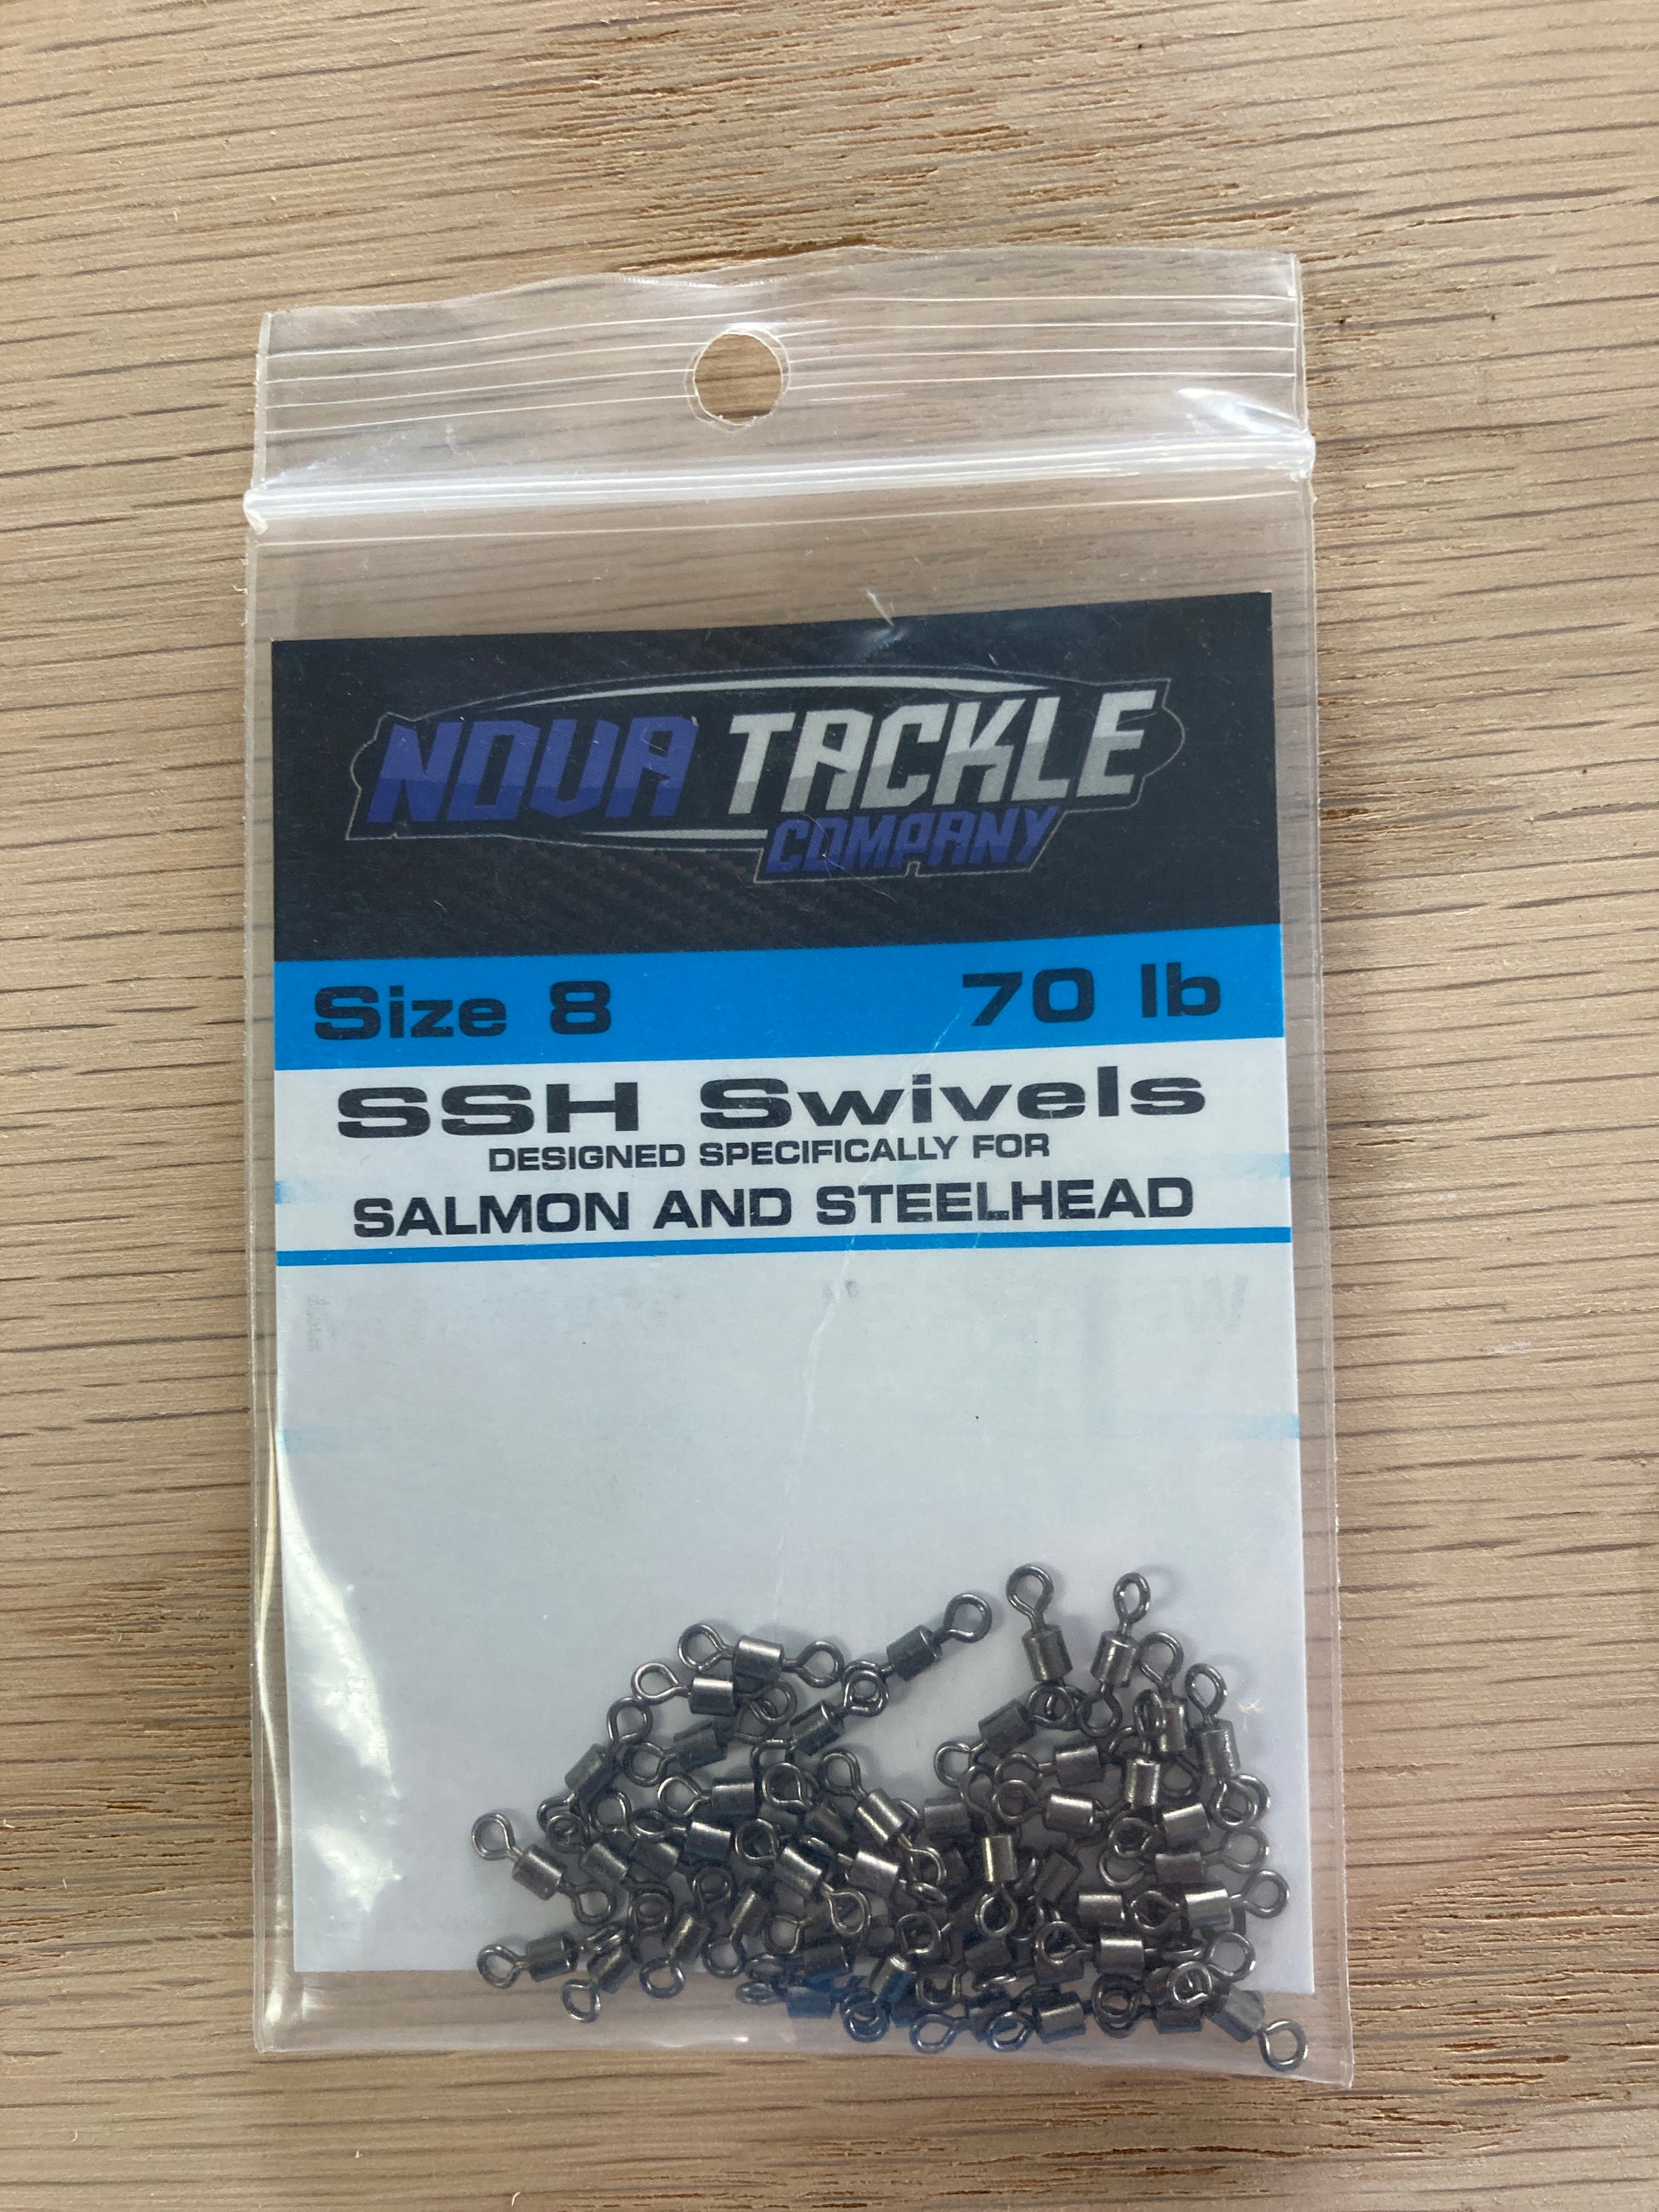 NOVA TACKLE
COMPANY
Size 8 70 lb
SSH Swivels
DESIGNED SPECIFICALLY FOR
SALMON AND STEELHEAD